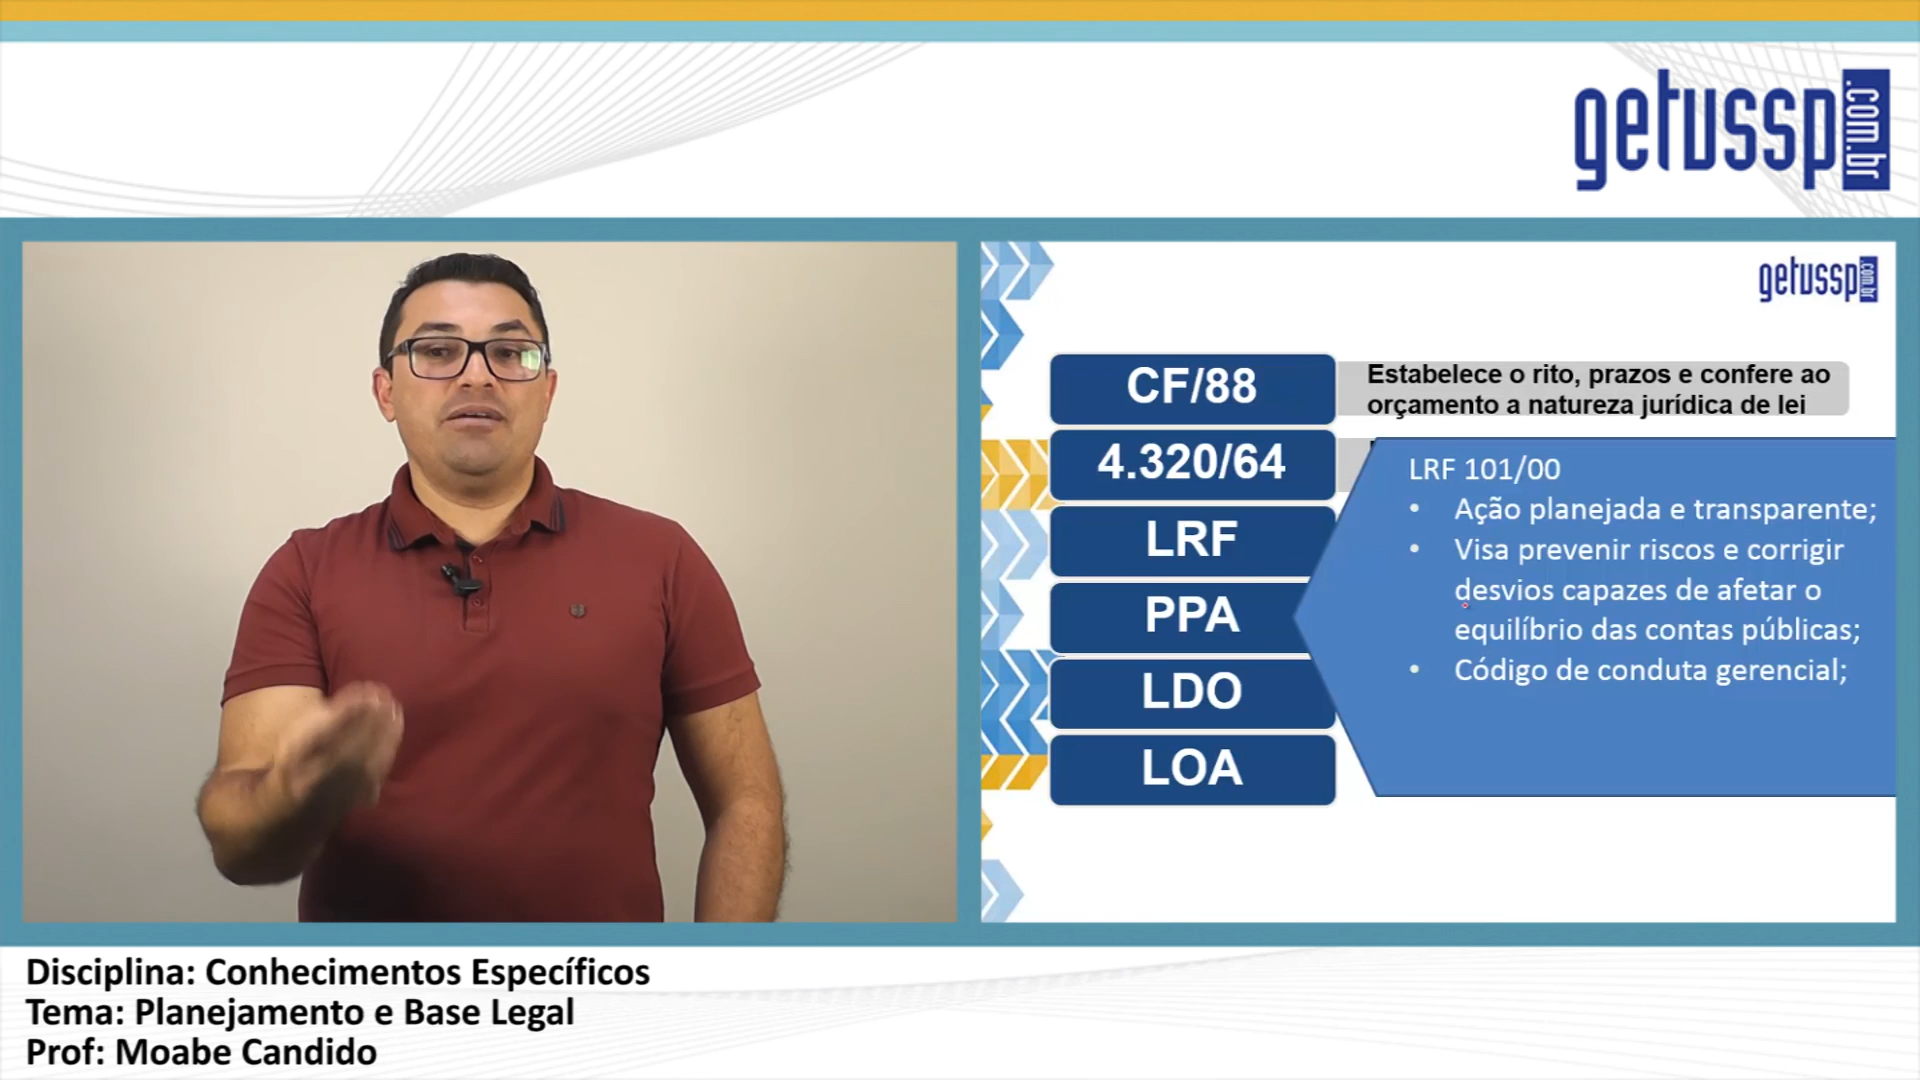 getussp.com.br
getussp.com.br
CF/88
Estabelece o rito, prazos e confere ao
orçamento a natureza jurídica de lei
4.320/64
LRF
PPA
LDO
LOA
LRF 101/00
• Ação planejada e transparente;
• Visa prevenir riscos e corrigir
desvios capazes de afetar o
equilíbrio das contas públicas;
• Código de conduta gerencial;
Disciplina: Conhecimentos Específicos
Tema: Planejamento e Base Legal
Prof: Moabe Candido